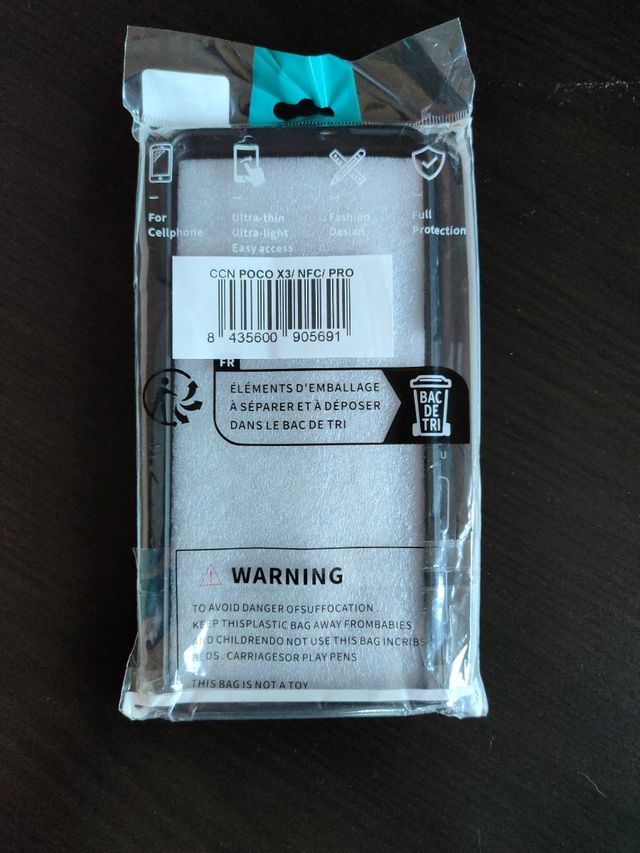 For
Cellphone
Ultra-thin
Ultra-light
Easy access
Fashion
Design
Full
Protection
CCN POCO X3/ NFC/ PRO
8 435600 905691
FR
ÉLÉMENTS D'EMBALLAGE
À SÉPARER ET À DÉPOSER
DANS LE BAC DE TRI
BAC
DE
TRI
WARNING
TO AVOID DANGER OFSUFFOCATION .
KEEP THISPLASTIC BAG AWAY FROMBABIES
AND CHILDRENDO NOT USE THIS BAG INCRIBS
BEDS . CARRIAGESOR PLAY PENS
THIS BAG IS NOT A TOY